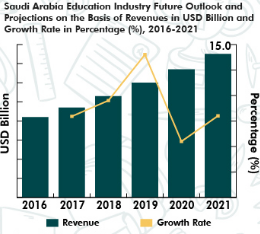 Saudi Arabia Education Industry Future Outlook and
Projections on the Basis of Revenues in USD Billion and
Growth Rate in Percentage (%), 2016-2021
15.0
USD Billion
Percentage (%)
2016 2017 2018 2019 2020 2021
Revenue Growth Rate